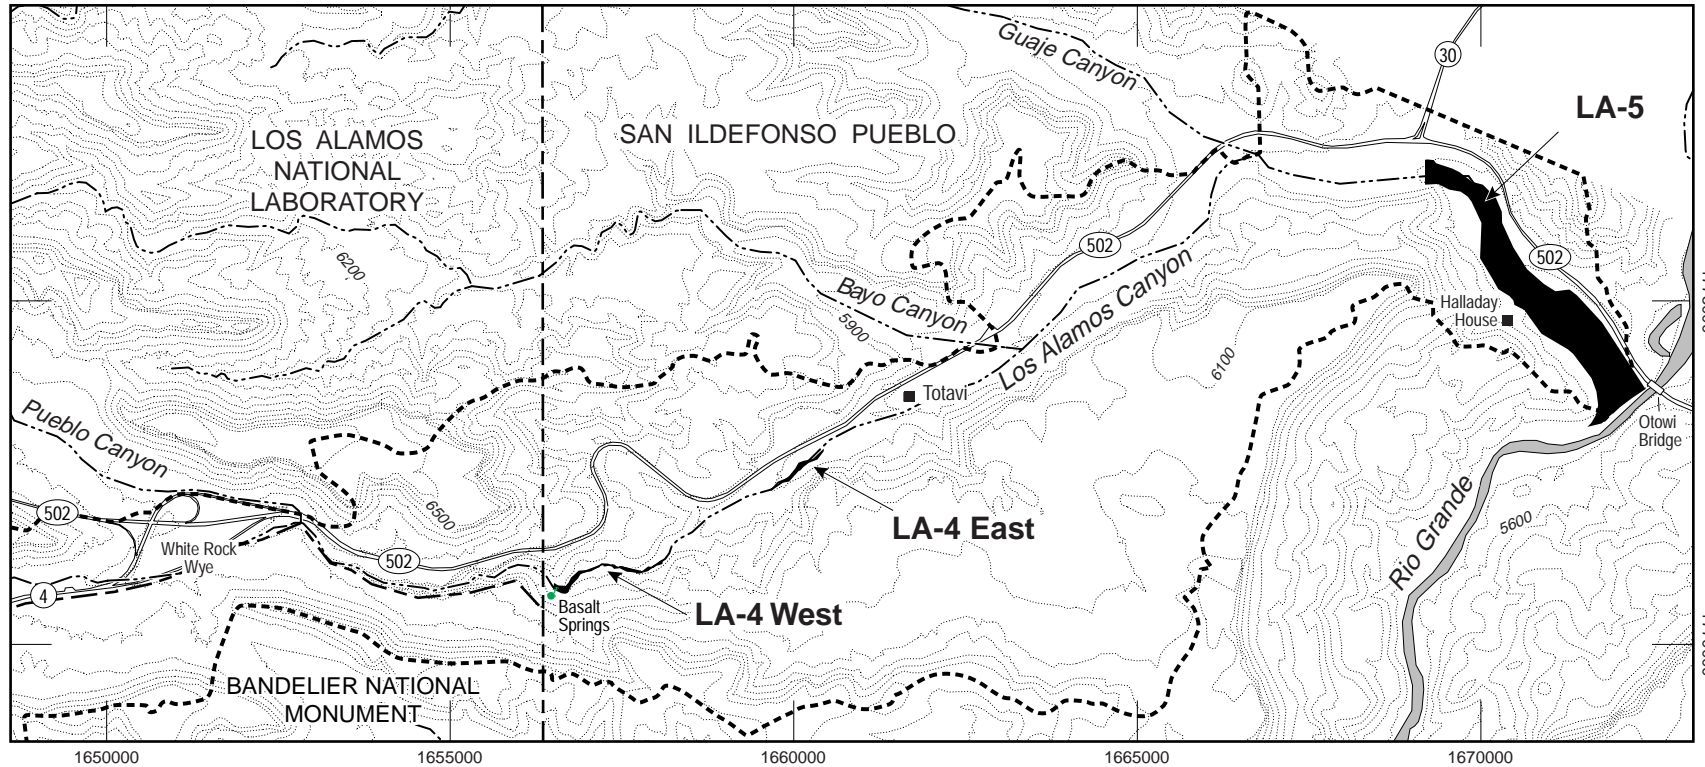 Guaje Canyon
30
LA-5
LOS ALAMOS
NATIONAL
LABORATORY
SAN ILDEFONSO PUEBLO
502
502
6200
Bayo Canyon
5900
Los Alamos Canyon
Halladay
House
6100
Totavi
Otowi
Bridge
Pueblo Canyon
502
6500
White Rock
Wye
502
LA-4 East
Rio Grande
5600
4
Basalt
Springs
LA-4 West
BANDELIER NATIONAL
MONUMENT
1650000
1655000
1660000
1665000
1670000